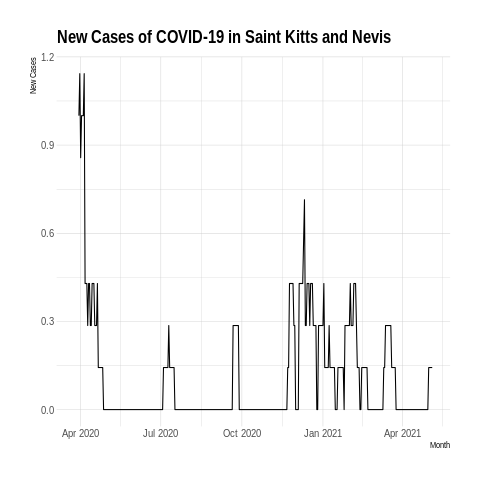 New Cases of COVID-19 in Saint Kitts and Nevis
New Cases
1.2
0.9
0.6
0.3
0.0
Apr 2020 Jul 2020 Oct 2020 Jan 2021 Apr 2021
Month